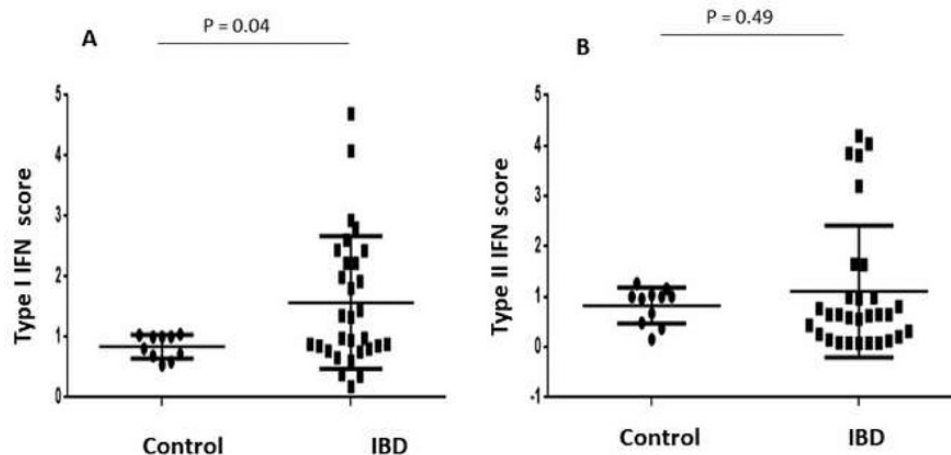 A
P = 0.04
Type I IFN score
5
4
3
2
1
0
Control
IBD
B
P = 0.49
Type II IFN score
5
4
3
2
1
0
-1
Control
IBD